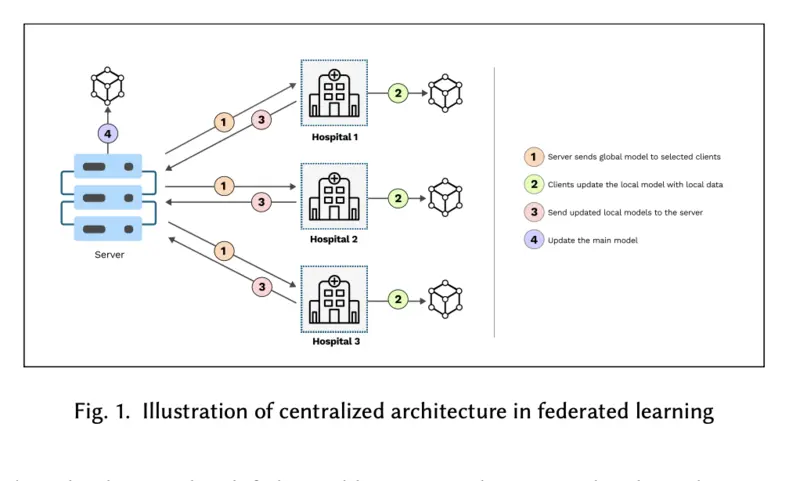 1
Hospital 1
2
3
4
Server
1
3
Hospital 2
2
1
3
Hospital 3
2
1 Server sends global model to selected clients
2 Clients update the local model with local data
3 Send updated local models to the server
4 Update the main model
Fig. 1. Illustration of centralized architecture in federated learning